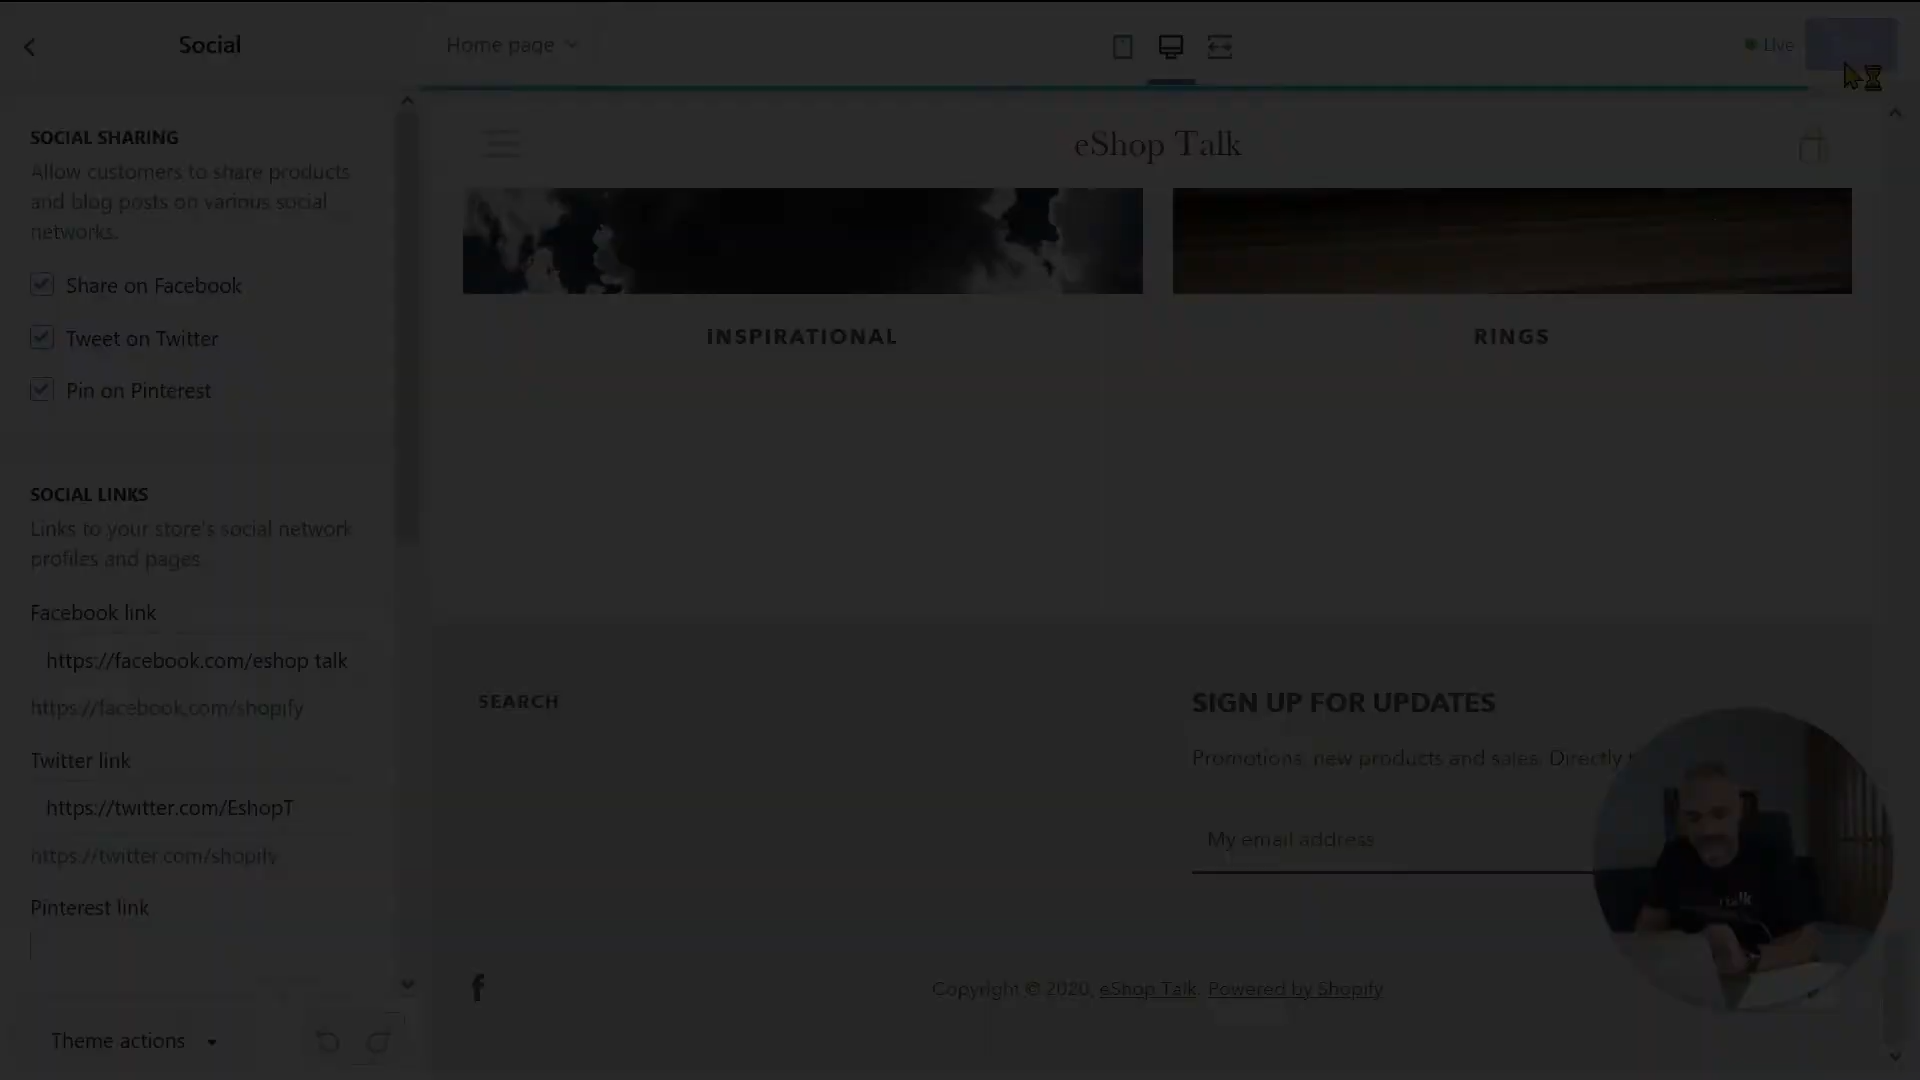 Social
Home page
Live
SOCIAL SHARING
Allow customers to share products
and blog posts on various social
networks.
Share on Facebook
Tweet on Twitter
Pin on Pinterest
SOCIAL LINKS
Links to your store's social network
profiles and pages.
Facebook link
https://facebook.com/eshop talk
https://facebook.com/shopify
Twitter link
https://twitter.com/EshopT
https://twitter.com/shopify
Pinterest link
Theme actions
eShop Talk
INSPIRATIONAL
RINGS
SEARCH
SIGN UP FOR UPDATES
Promotions, new products and sales. Directly
My email address
Copyright © 2020, eShop Talk. Powered by Shopify